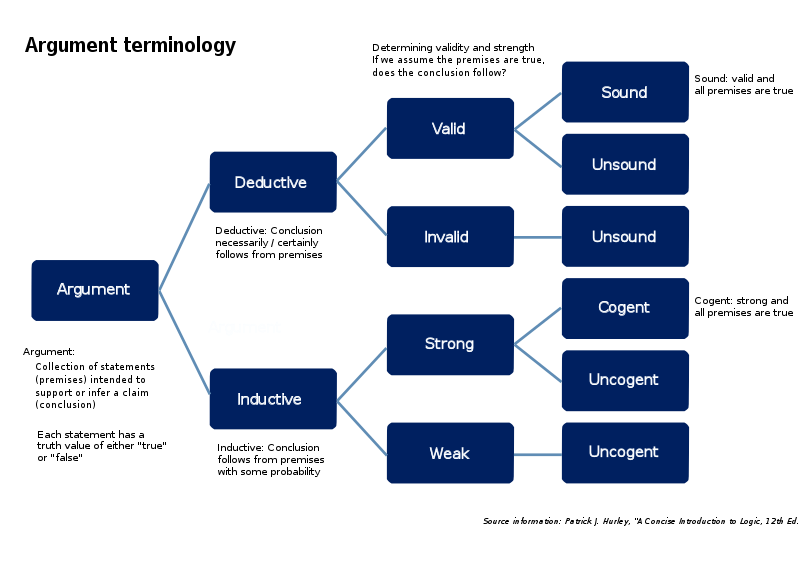 Argument terminology
Determining validity and strength
If we assume the premises are true,
does the conclusion follow?
Sound
Sound: valid and
all premises are true
Valid
Unsound
Deductive
Deductive: Conclusion
necessarily / certainly
follows from premises
Invalid
Unsound
Argument
Argument:
Collection of statements
(premises) intended to
support or infer a claim
(conclusion)
Each statement has a
truth value of either "true"
or "false"
Cogent
Cogent: strong and
all premises are true
Strong
Uncogent
Inductive
Inductive: Conclusion
follows from premises
with some probability
Weak
Uncogent
Source information: Patrick J. Hurley, "A Concise Introduction to Logic, 12th Ed.